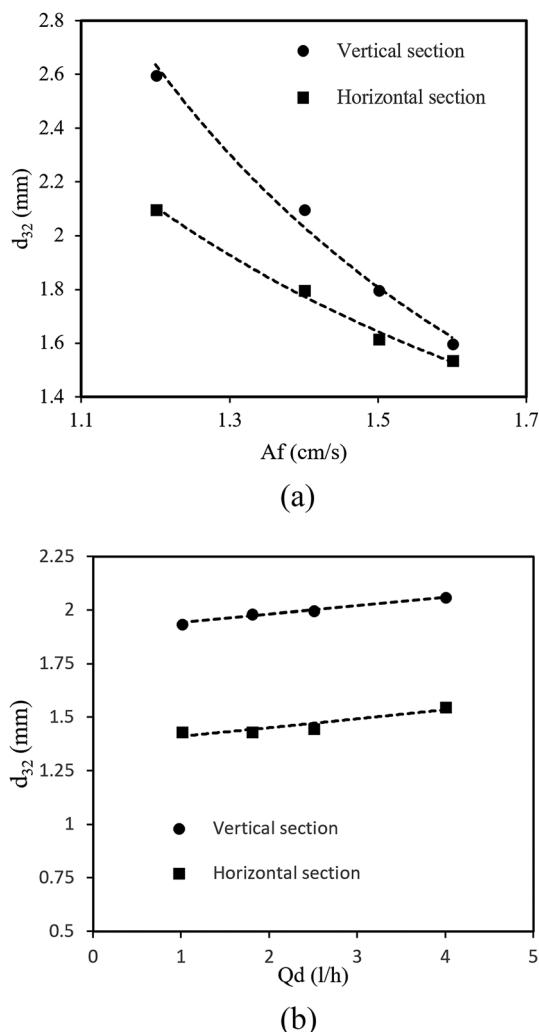 2.8
2.6
2.4
2.2
2
1.8
1.6
1.4
d32 (mm)
Vertical section
Horizontal section
1.1 1.3 1.5 1.7
Af (cm/s)
(a)
2.25
2
1.75
1.5
1.25
1
0.75
0.5
d32 (mm)
Vertical section
Horizontal section
0 1 2 3 4 5
Qd (l/h)
(b)